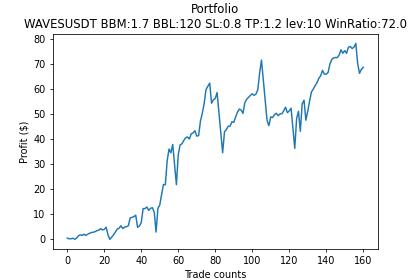 Portfolio
WAVESUSDT BBM:1.7 BBL:120 SL:0.8 TP:1.2 lev:10 WinRatio:72.0
80
70
60
50
40
30
20
10
0
Profit ($)
0 20 40 60 80 100 120 140 160
Trade counts